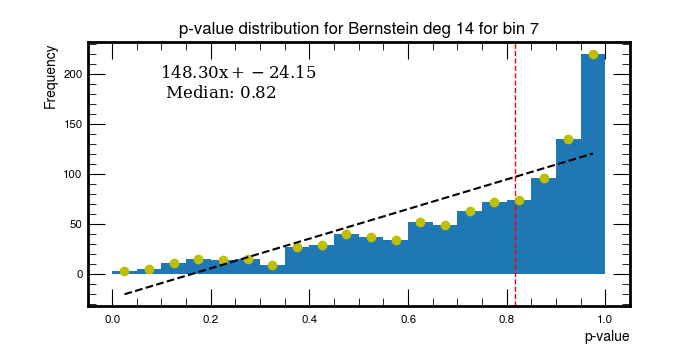 p-value distribution for Bernstein deg 14 for bin 7
Frequency
148.30x + −24.15
Median: 0.82
200
150
100
50
0
0.0 0.2 0.4 0.6 0.8 1.0
p-value